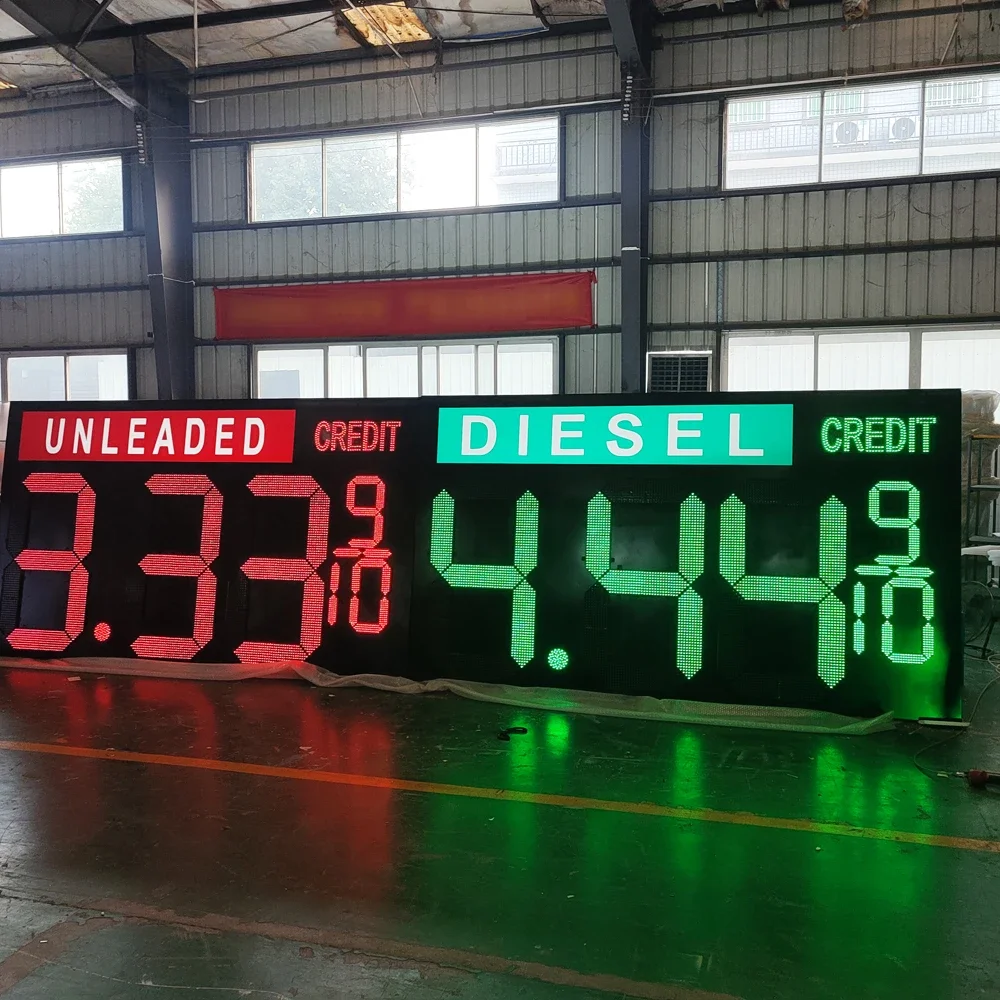 UNLEADED CREDIT
3.33 9/10
DIESEL CREDIT
4.44 9/10